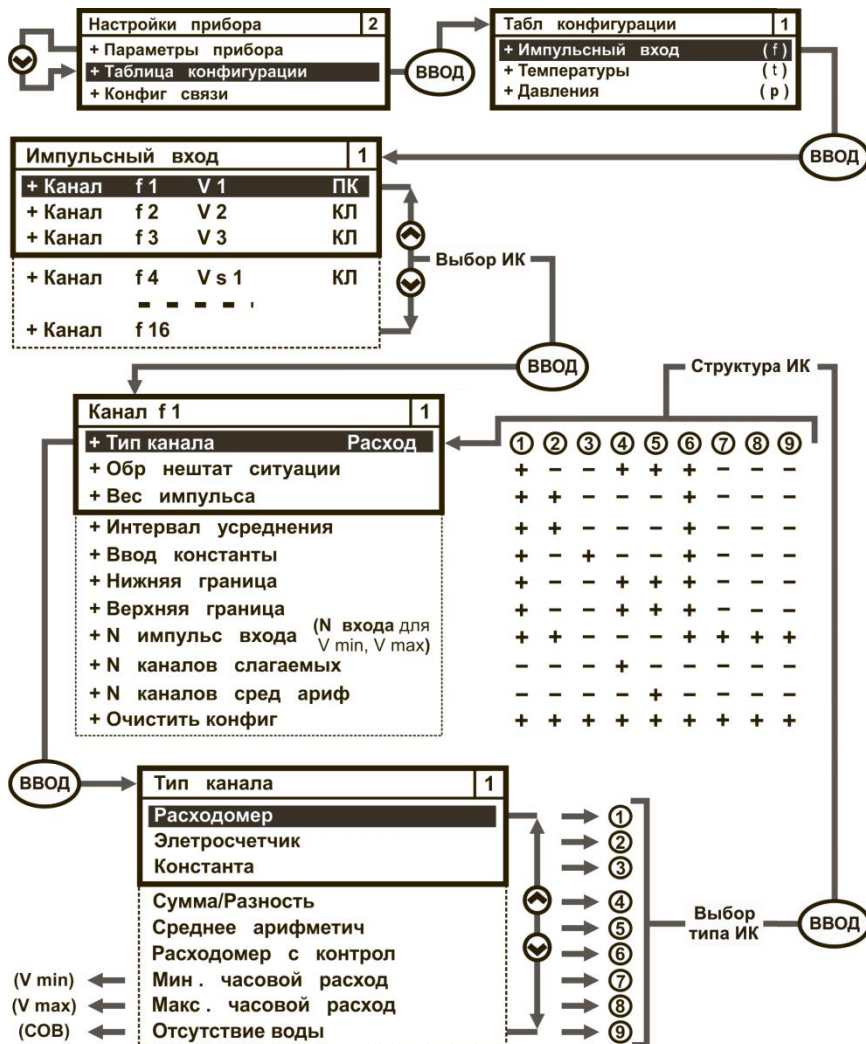 Настройки прибора 2
+ Параметры прибора
+ Таблица конфигурации
+ Конфиг связи
ВВОД
Табл конфигурации 1
+ Импульсный вход (f)
+ Температуры (t)
+ Давления (p)
ВВОД
Импульсный вход 1
+ Канал f 1 V 1 ПК
+ Канал f 2 V 2 КЛ
+ Канал f 3 V 3 КЛ
+ Канал f 4 V s 1 КЛ
+ Канал f 16
Выбор ИК
ВВОД
Структура ИК
Канал f 1 1
+ Тип канала Расход
+ Обр нештат ситуации
+ Вес импульса
+ Интервал усреднения
+ Ввод константы
+ Нижняя граница
+ Верхняя граница
+ N импульс входа (N входа для
V min, V max)
+ N каналов слагаемых
+ N каналов сред ариф
+ Очистить конфиг
1 2 3 4 5 6 7 8 9
+ – – + + + – – –
+ + – – – + – – –
+ + – – – + – – –
+ – + – – + – – –
+ – – + + + – – –
+ – – + + + – – –
+ + – – – + + + +
– – – + – – – – –
– – – – + – – – –
+ + + + + + + + +
ВВОД
Тип канала 1
Расходомер 1
Элетросчетчик 2
Константа 3
Сумма/Разность 4
Среднее арифметич 5
Расходомер с контрол 6
(V min) Мин . часовой расход 7
(V max) Макс . часовой расход 8
(СОВ) Отсутствие воды 9
Выбор
типа ИК
ВВОД